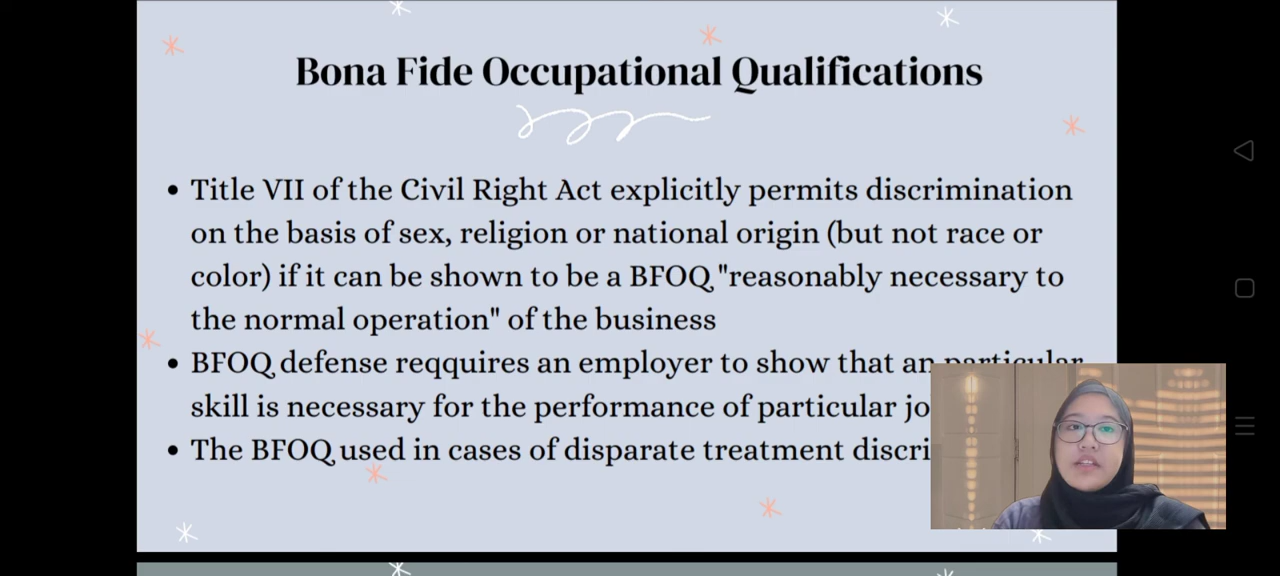 Bona Fide Occupational Qualifications
• Title VII of the Civil Right Act explicitly permits discrimination
on the basis of sex, religion or national origin (but not race or
color) if it can be shown to be a BFOQ,"reasonably necessary to
the normal operation" of the business
• BFOQ defense reqquires an employer to show that an particular
skill is necessary for the performance of particular
• The BFOQ used in cases of disparate treatment